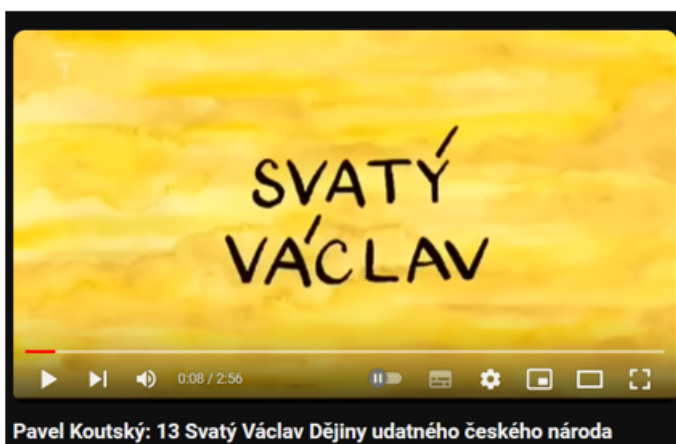 SVATÝ
VÁCLAV
0:08 / 2:56
Pavel Koutský: 13 Svatý Václav Dějiny udatného českého národa